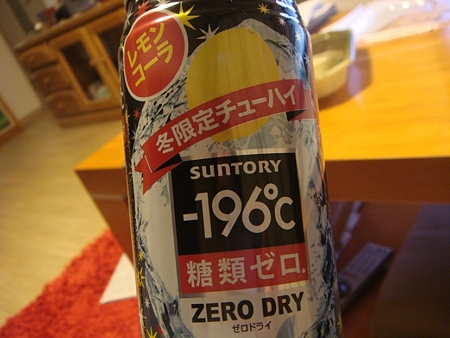 レモン
コーラ
冬限定チューハイ
SUNTORY
-196℃
糖類ゼロ®
ZERO DRY
ゼロドライ